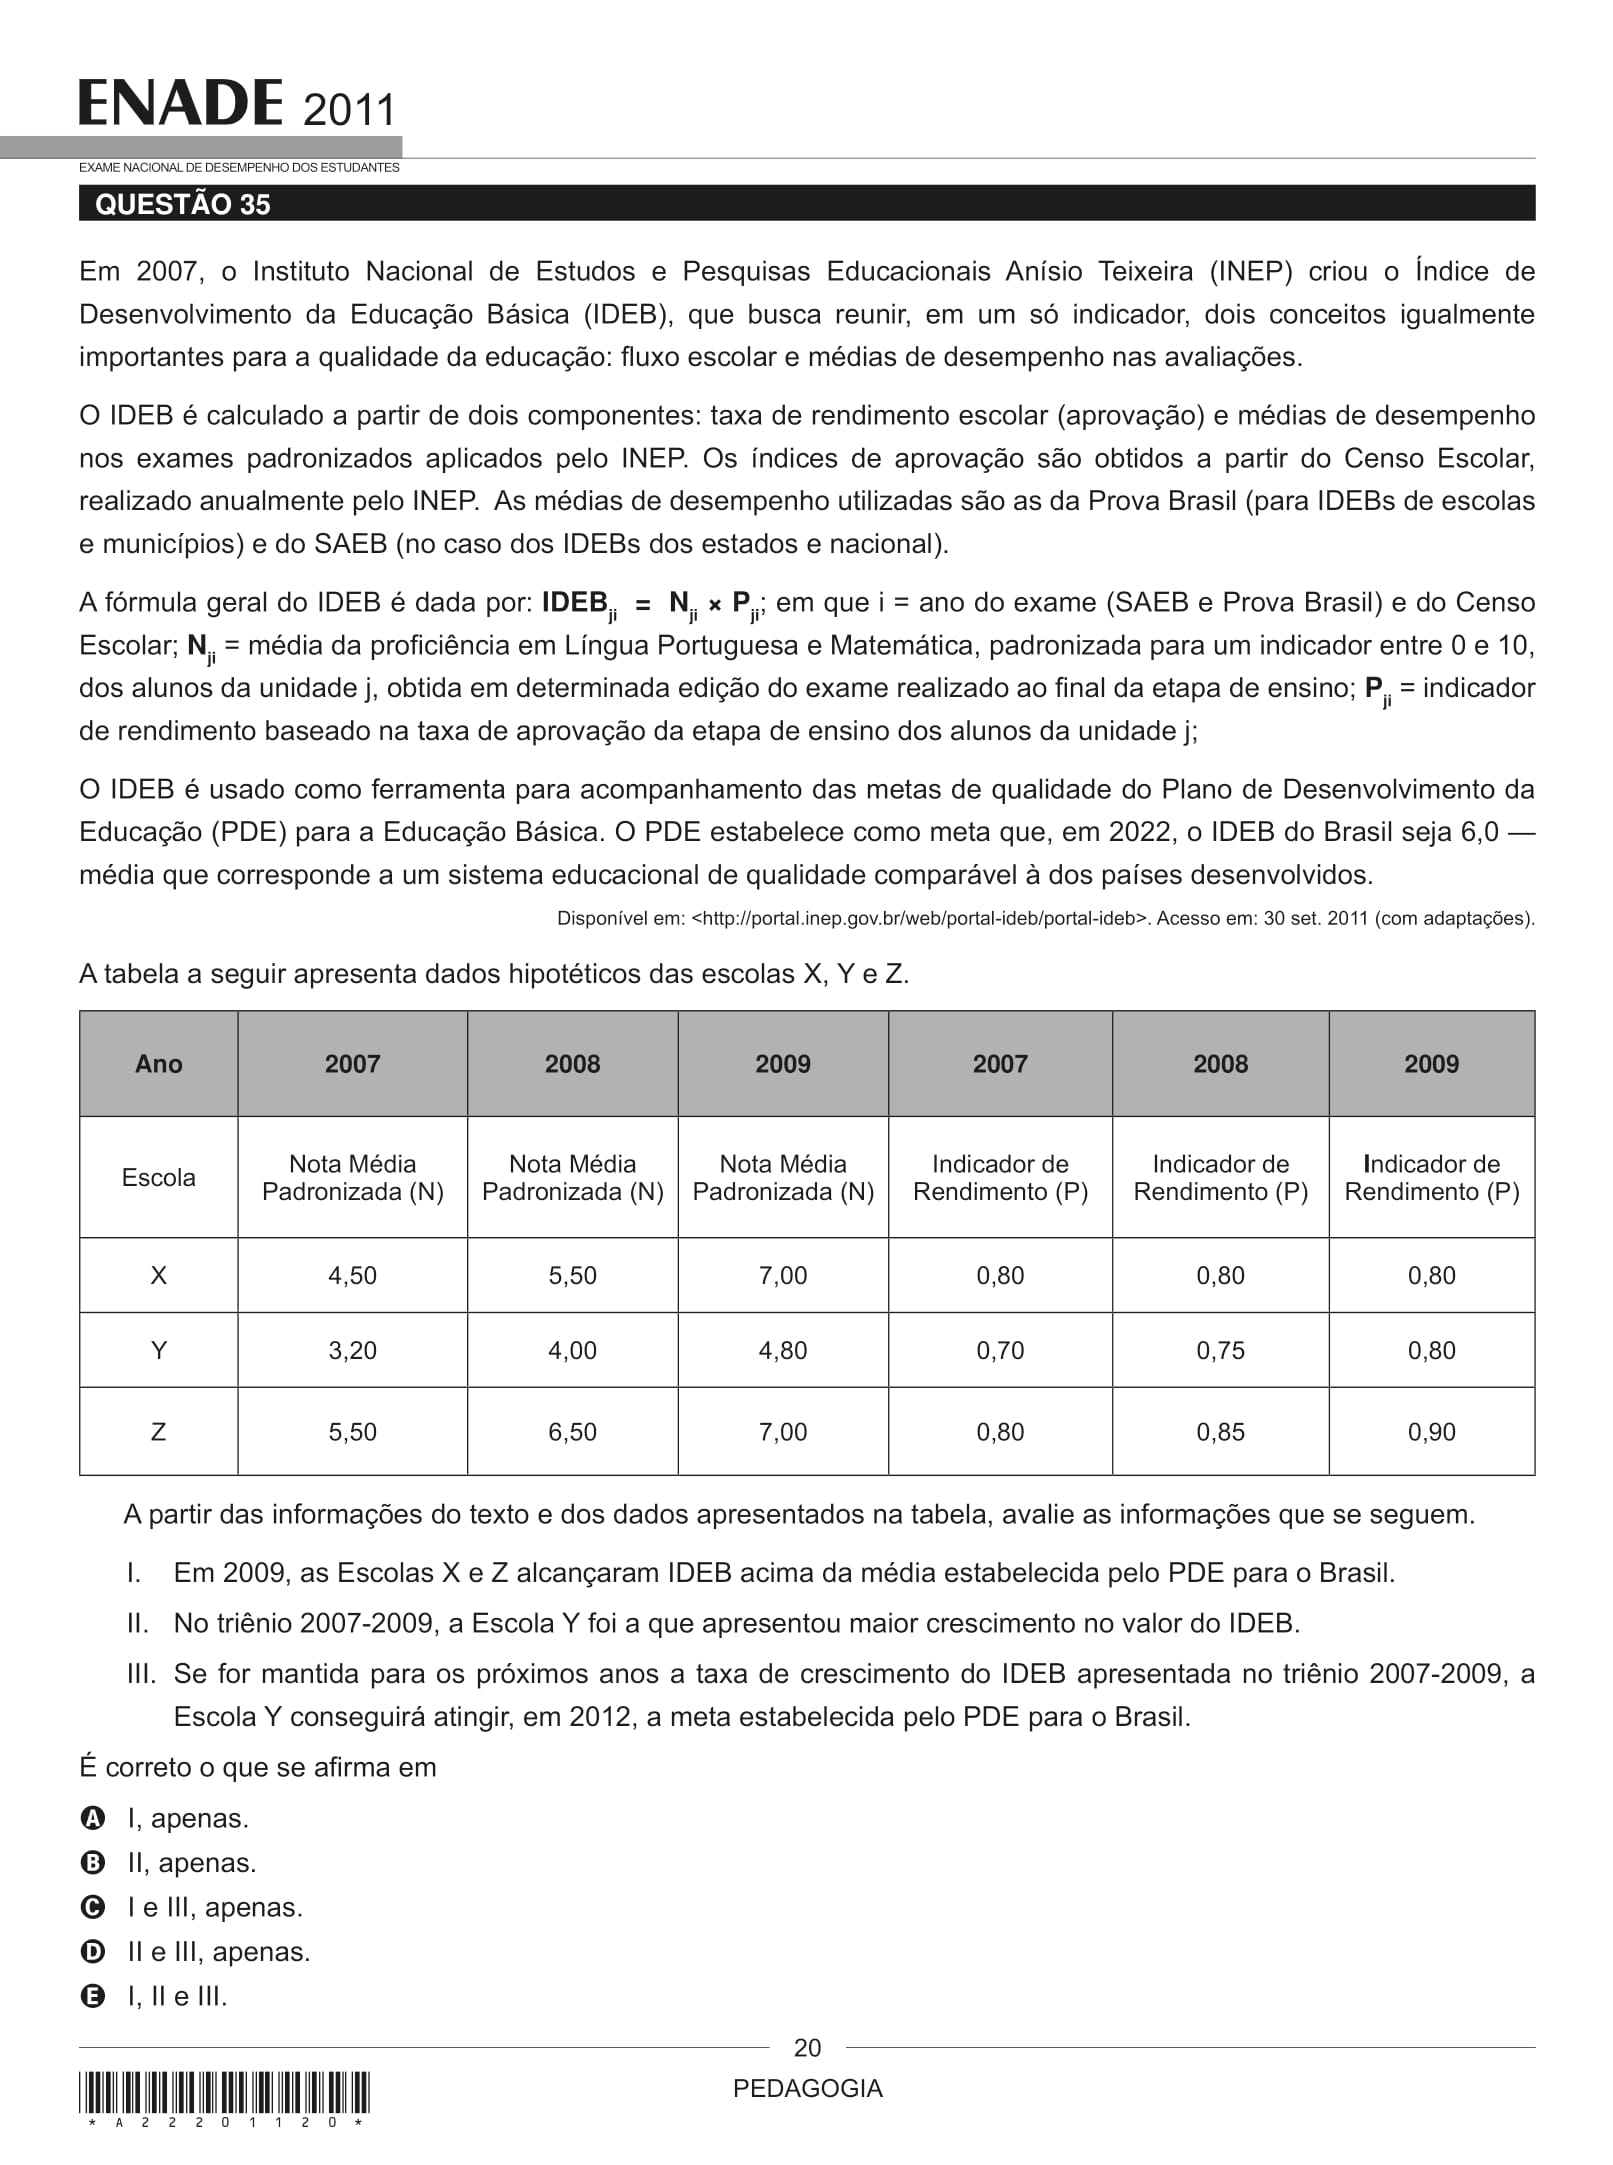 ENADE 2011
EXAME NACIONAL DE DESEMPENHO DOS ESTUDANTES
QUESTÃO 35
Em 2007, o Instituto Nacional de Estudos e Pesquisas Educacionais Anísio Teixeira (INEP) criou o Índice de
Desenvolvimento da Educação Básica (IDEB), que busca reunir, em um só indicador, dois conceitos igualmente
importantes para a qualidade da educação: fluxo escolar e médias de desempenho nas avaliações.
O IDEB é calculado a partir de dois componentes: taxa de rendimento escolar (aprovação) e médias de desempenho
nos exames padronizados aplicados pelo INEP. Os índices de aprovação são obtidos a partir do Censo Escolar,
realizado anualmente pelo INEP. As médias de desempenho utilizadas são as da Prova Brasil (para IDEBs de escolas
e municípios) e do SAEB (no caso dos IDEBs dos estados e nacional).
A fórmula geral do IDEB é dada por: IDEBji = Nji × Pji; em que i = ano do exame (SAEB e Prova Brasil) e do Censo
Escolar; Nji = média da proficiência em Língua Portuguesa e Matemática, padronizada para um indicador entre 0 e 10,
dos alunos da unidade j, obtida em determinada edição do exame realizado ao final da etapa de ensino; Pji = indicador
de rendimento baseado na taxa de aprovação da etapa de ensino dos alunos da unidade j;
O IDEB é usado como ferramenta para acompanhamento das metas de qualidade do Plano de Desenvolvimento da
Educação (PDE) para a Educação Básica. O PDE estabelece como meta que, em 2022, o IDEB do Brasil seja 6,0 —
média que corresponde a um sistema educacional de qualidade comparável à dos países desenvolvidos.
Disponível em: <http://portal.inep.gov.br/web/portal-ideb/portal-ideb>. Acesso em: 30 set. 2011 (com adaptações).
A tabela a seguir apresenta dados hipotéticos das escolas X, Y e Z.
Ano 2007 2008 2009 2007 2008 2009
Escola Nota Média Padronizada (N) Nota Média Padronizada (N) Nota Média Padronizada (N) Indicador de Rendimento (P) Indicador de Rendimento (P) Indicador de Rendimento (P)
X 4,50 5,50 7,00 0,80 0,80 0,80
Y 3,20 4,00 4,80 0,70 0,75 0,80
Z 5,50 6,50 7,00 0,80 0,85 0,90
A partir das informações do texto e dos dados apresentados na tabela, avalie as informações que se seguem.
I. Em 2009, as Escolas X e Z alcançaram IDEB acima da média estabelecida pelo PDE para o Brasil.
II. No triênio 2007-2009, a Escola Y foi a que apresentou maior crescimento no valor do IDEB.
III. Se for mantida para os próximos anos a taxa de crescimento do IDEB apresentada no triênio 2007-2009, a
Escola Y conseguirá atingir, em 2012, a meta estabelecida pelo PDE para o Brasil.
É correto o que se afirma em
A I, apenas.
B II, apenas.
C I e III, apenas.
D II e III, apenas.
E I, II e III.
20
PEDAGOGIA
* A 2 2 2 0 1 1 2 0 *